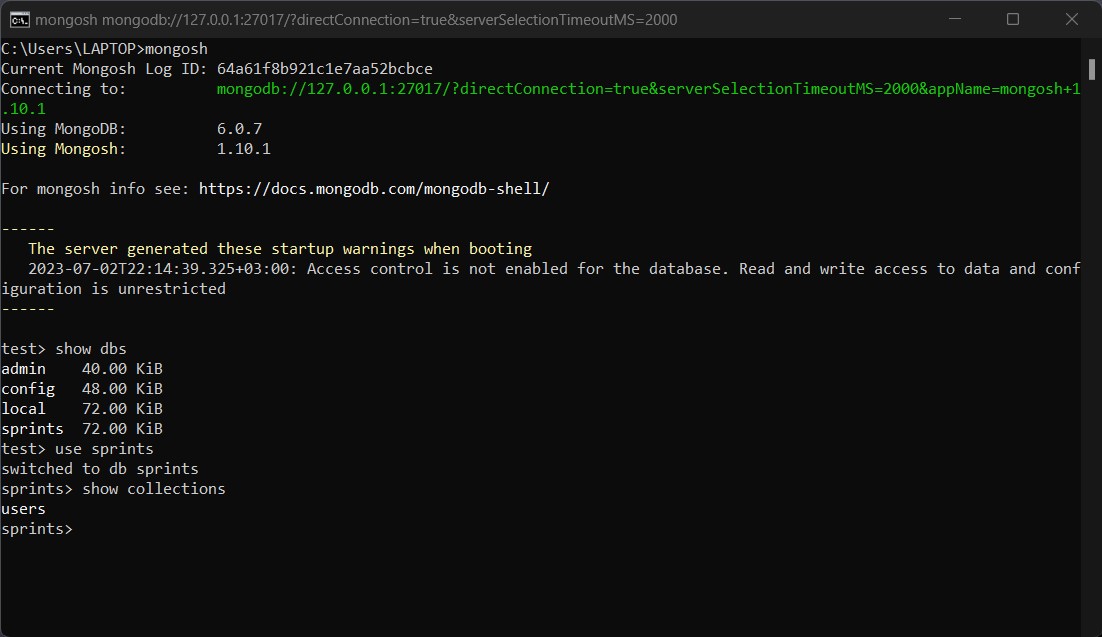 mongosh mongodb://127.0.0.1:27017/?directConnection=true&serverSelectionTimeoutMS=2000
C:\Users\LAPTOP>mongosh
Current Mongosh Log ID: 64a61f8b921c1e7aa52bcbce
Connecting to:          mongodb://127.0.0.1:27017/?directConnection=true&serverSelectionTimeoutMS=2000&appName=mongosh+1
.10.1
Using MongoDB:          6.0.7
Using Mongosh:          1.10.1
For mongosh info see: https://docs.mongodb.com/mongodb-shell/
------
   The server generated these startup warnings when booting
   2023-07-02T22:14:39.325+03:00: Access control is not enabled for the database. Read and write access to data and conf
iguration is unrestricted
------
test> show dbs
admin    40.00 KiB
config   48.00 KiB
local    72.00 KiB
sprints  72.00 KiB
test> use sprints
switched to db sprints
sprints> show collections
users
sprints>